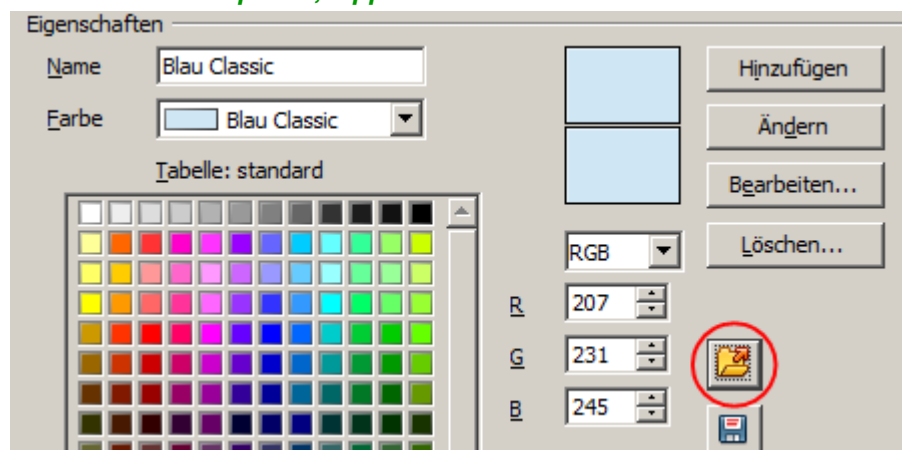 Eigenschaften
Name Blau Classic Hinzufügen
Farbe Blau Classic Ändern
Tabelle: standard Bearbeiten...
RGB Löschen...
R 207
G 231
B 245